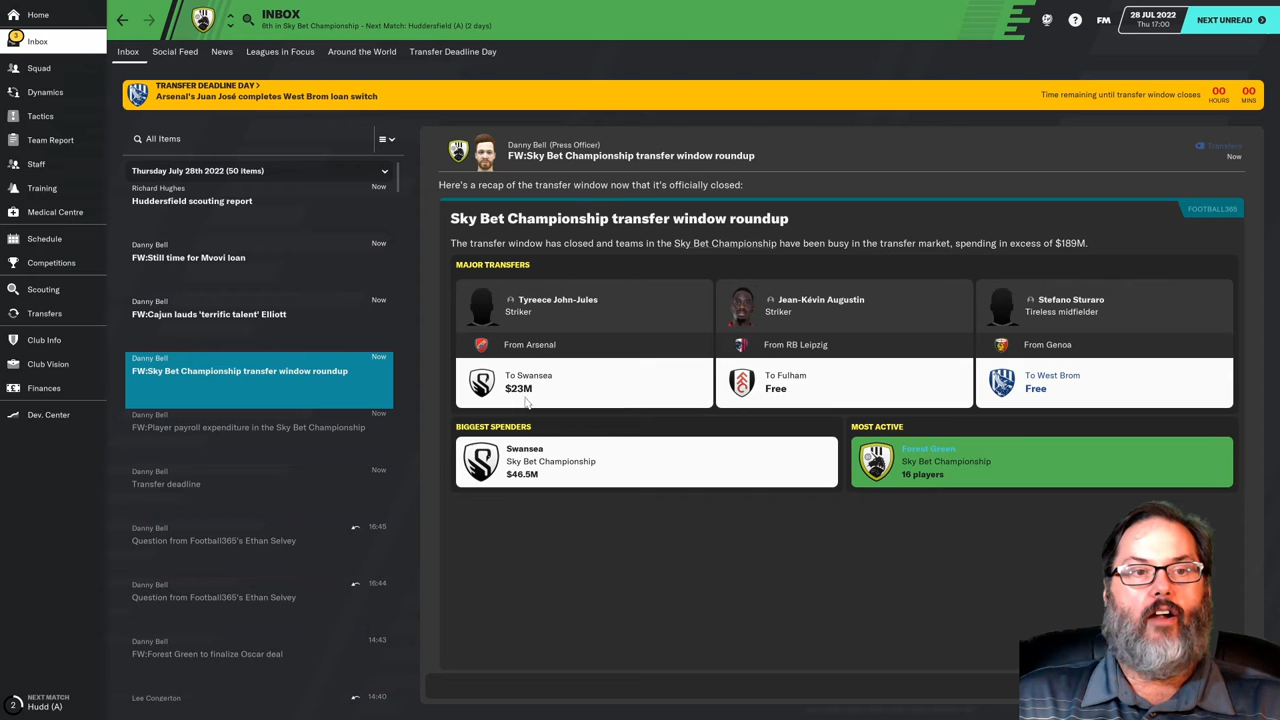 Home
INBOX
6th in Sky Bet Championship - Next Match: Huddersfield (A) (2 days)
FM
28 JUL 2022
Thu 17:00
NEXT UNREAD
3
Inbox
Squad
Dynamics
Tactics
Team Report
Staff
Training
Medical Centre
Schedule
Competitions
Scouting
Transfers
Club Info
Club Vision
Finances
Dev. Center
2
NEXT MATCH
Hudd (A)
Inbox
Social Feed
News
Leagues in Focus
Around the World
Transfer Deadline Day
TRANSFER DEADLINE DAY >
Arsenal's Juan José completes West Brom loan switch
Time remaining until transfer window closes
00
HOURS
00
MINS
All Items
Thursday July 28th 2022 (50 items)
Richard Hughes
Now
Huddersfield scouting report
Danny Bell
Now
FW:Still time for Mvovi loan
Danny Bell
Now
FW:Cajun lauds 'terrific talent' Elliott
Danny Bell
Now
FW:Sky Bet Championship transfer window roundup
Danny Bell
Now
FW:Player payroll expenditure in the Sky Bet Championship
Danny Bell
Now
Transfer deadline
Danny Bell
16:45
Question from Football365's Ethan Selvey
Danny Bell
16:44
Question from Football365's Ethan Selvey
Danny Bell
14:43
FW:Forest Green to finalize Oscar deal
Lee Congerton
14:40
Danny Bell (Press Officer)
FW:Sky Bet Championship transfer window roundup
Transfers
Now
Here's a recap of the transfer window now that it's officially closed:
Sky Bet Championship transfer window roundup
FOOTBALL365
The transfer window has closed and teams in the Sky Bet Championship have been busy in the transfer market, spending in excess of $189M.
MAJOR TRANSFERS
Tyreece John-Jules
Striker
From Arsenal
To Swansea
$23M
Jean-Kévin Augustin
Striker
From RB Leipzig
To Fulham
Free
Stefano Sturaro
Tireless midfielder
From Genoa
To West Brom
Free
BIGGEST SPENDERS
Swansea
Sky Bet Championship
$46.5M
MOST ACTIVE
Forest Green
Sky Bet Championship
16 players